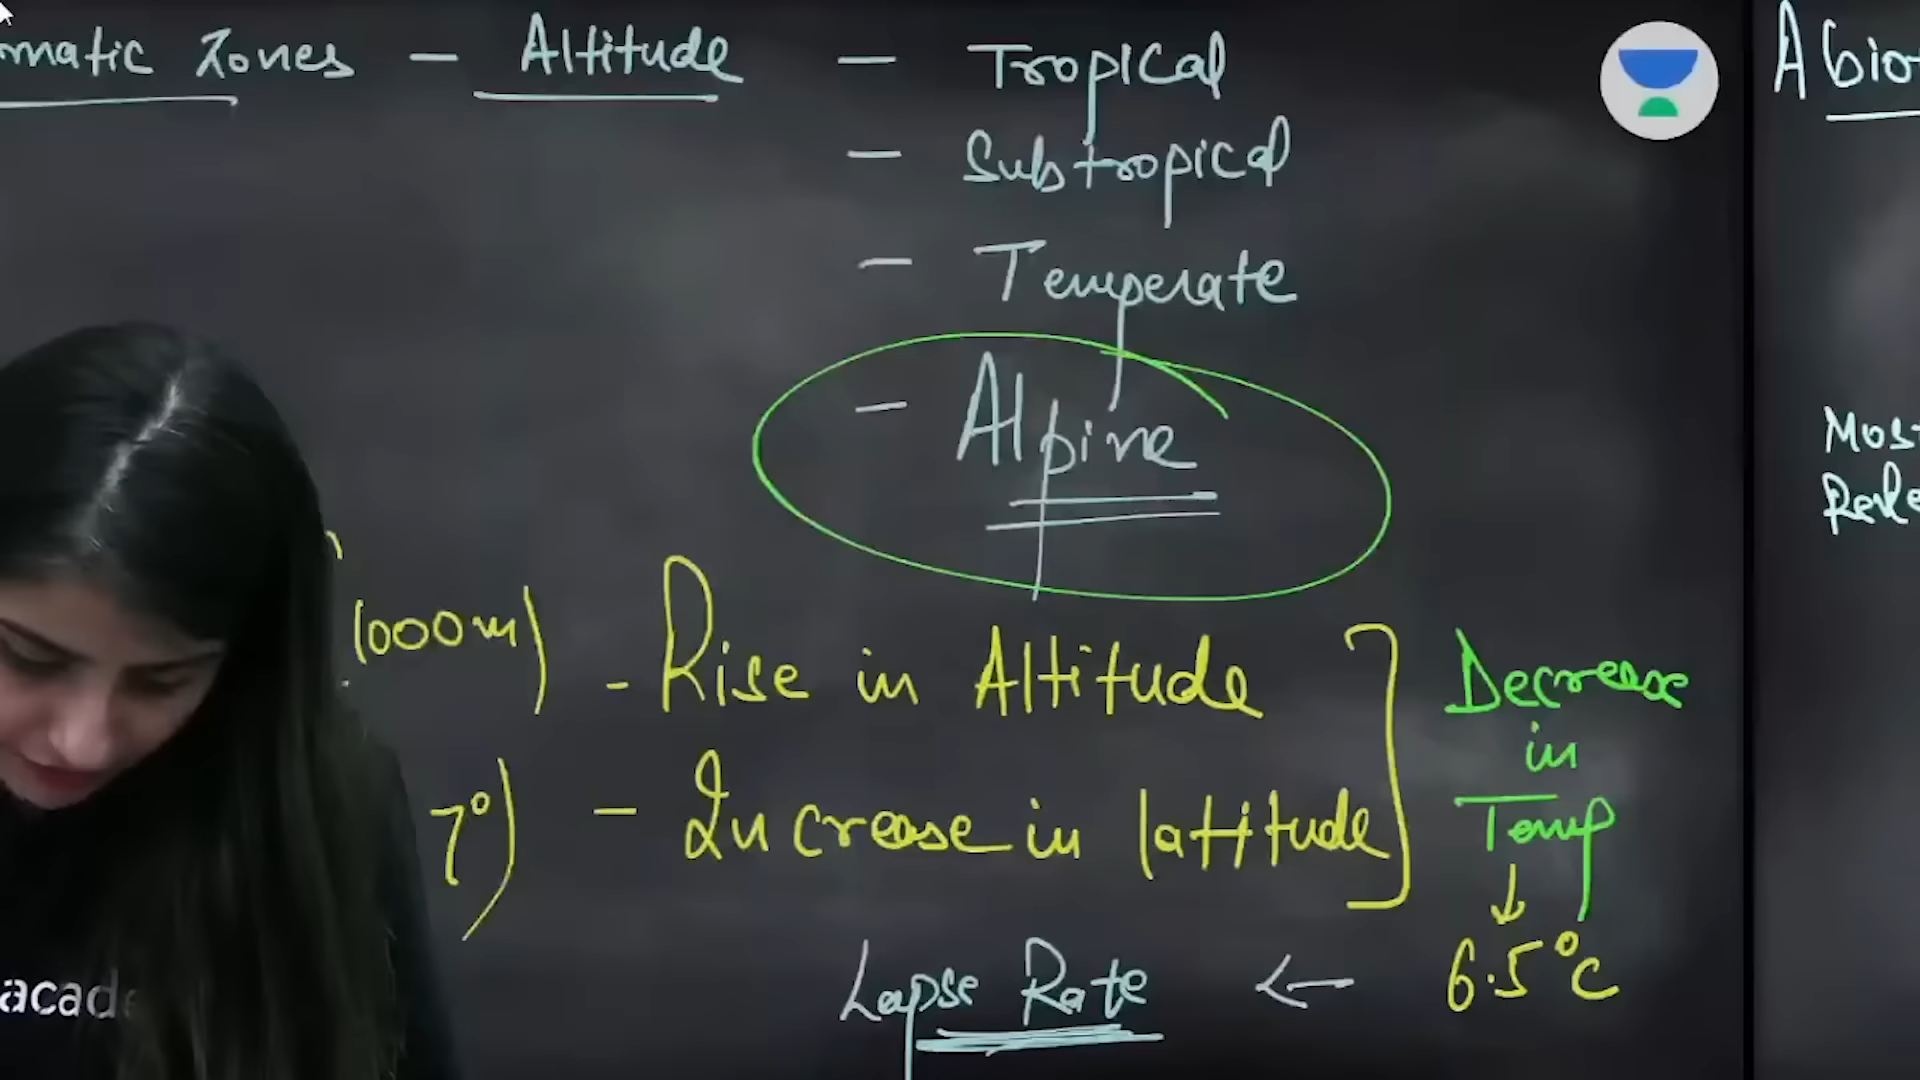 matic Zones - Altitude - Tropical
- Subtropical
- Temperate
- Alpine
1000m) - Rise in Altitude
7°) - Increase in latitude
Decrease
in
Temp
↓
6.5°C
Lapse Rate ←
acade
Abio
Mos
Rele